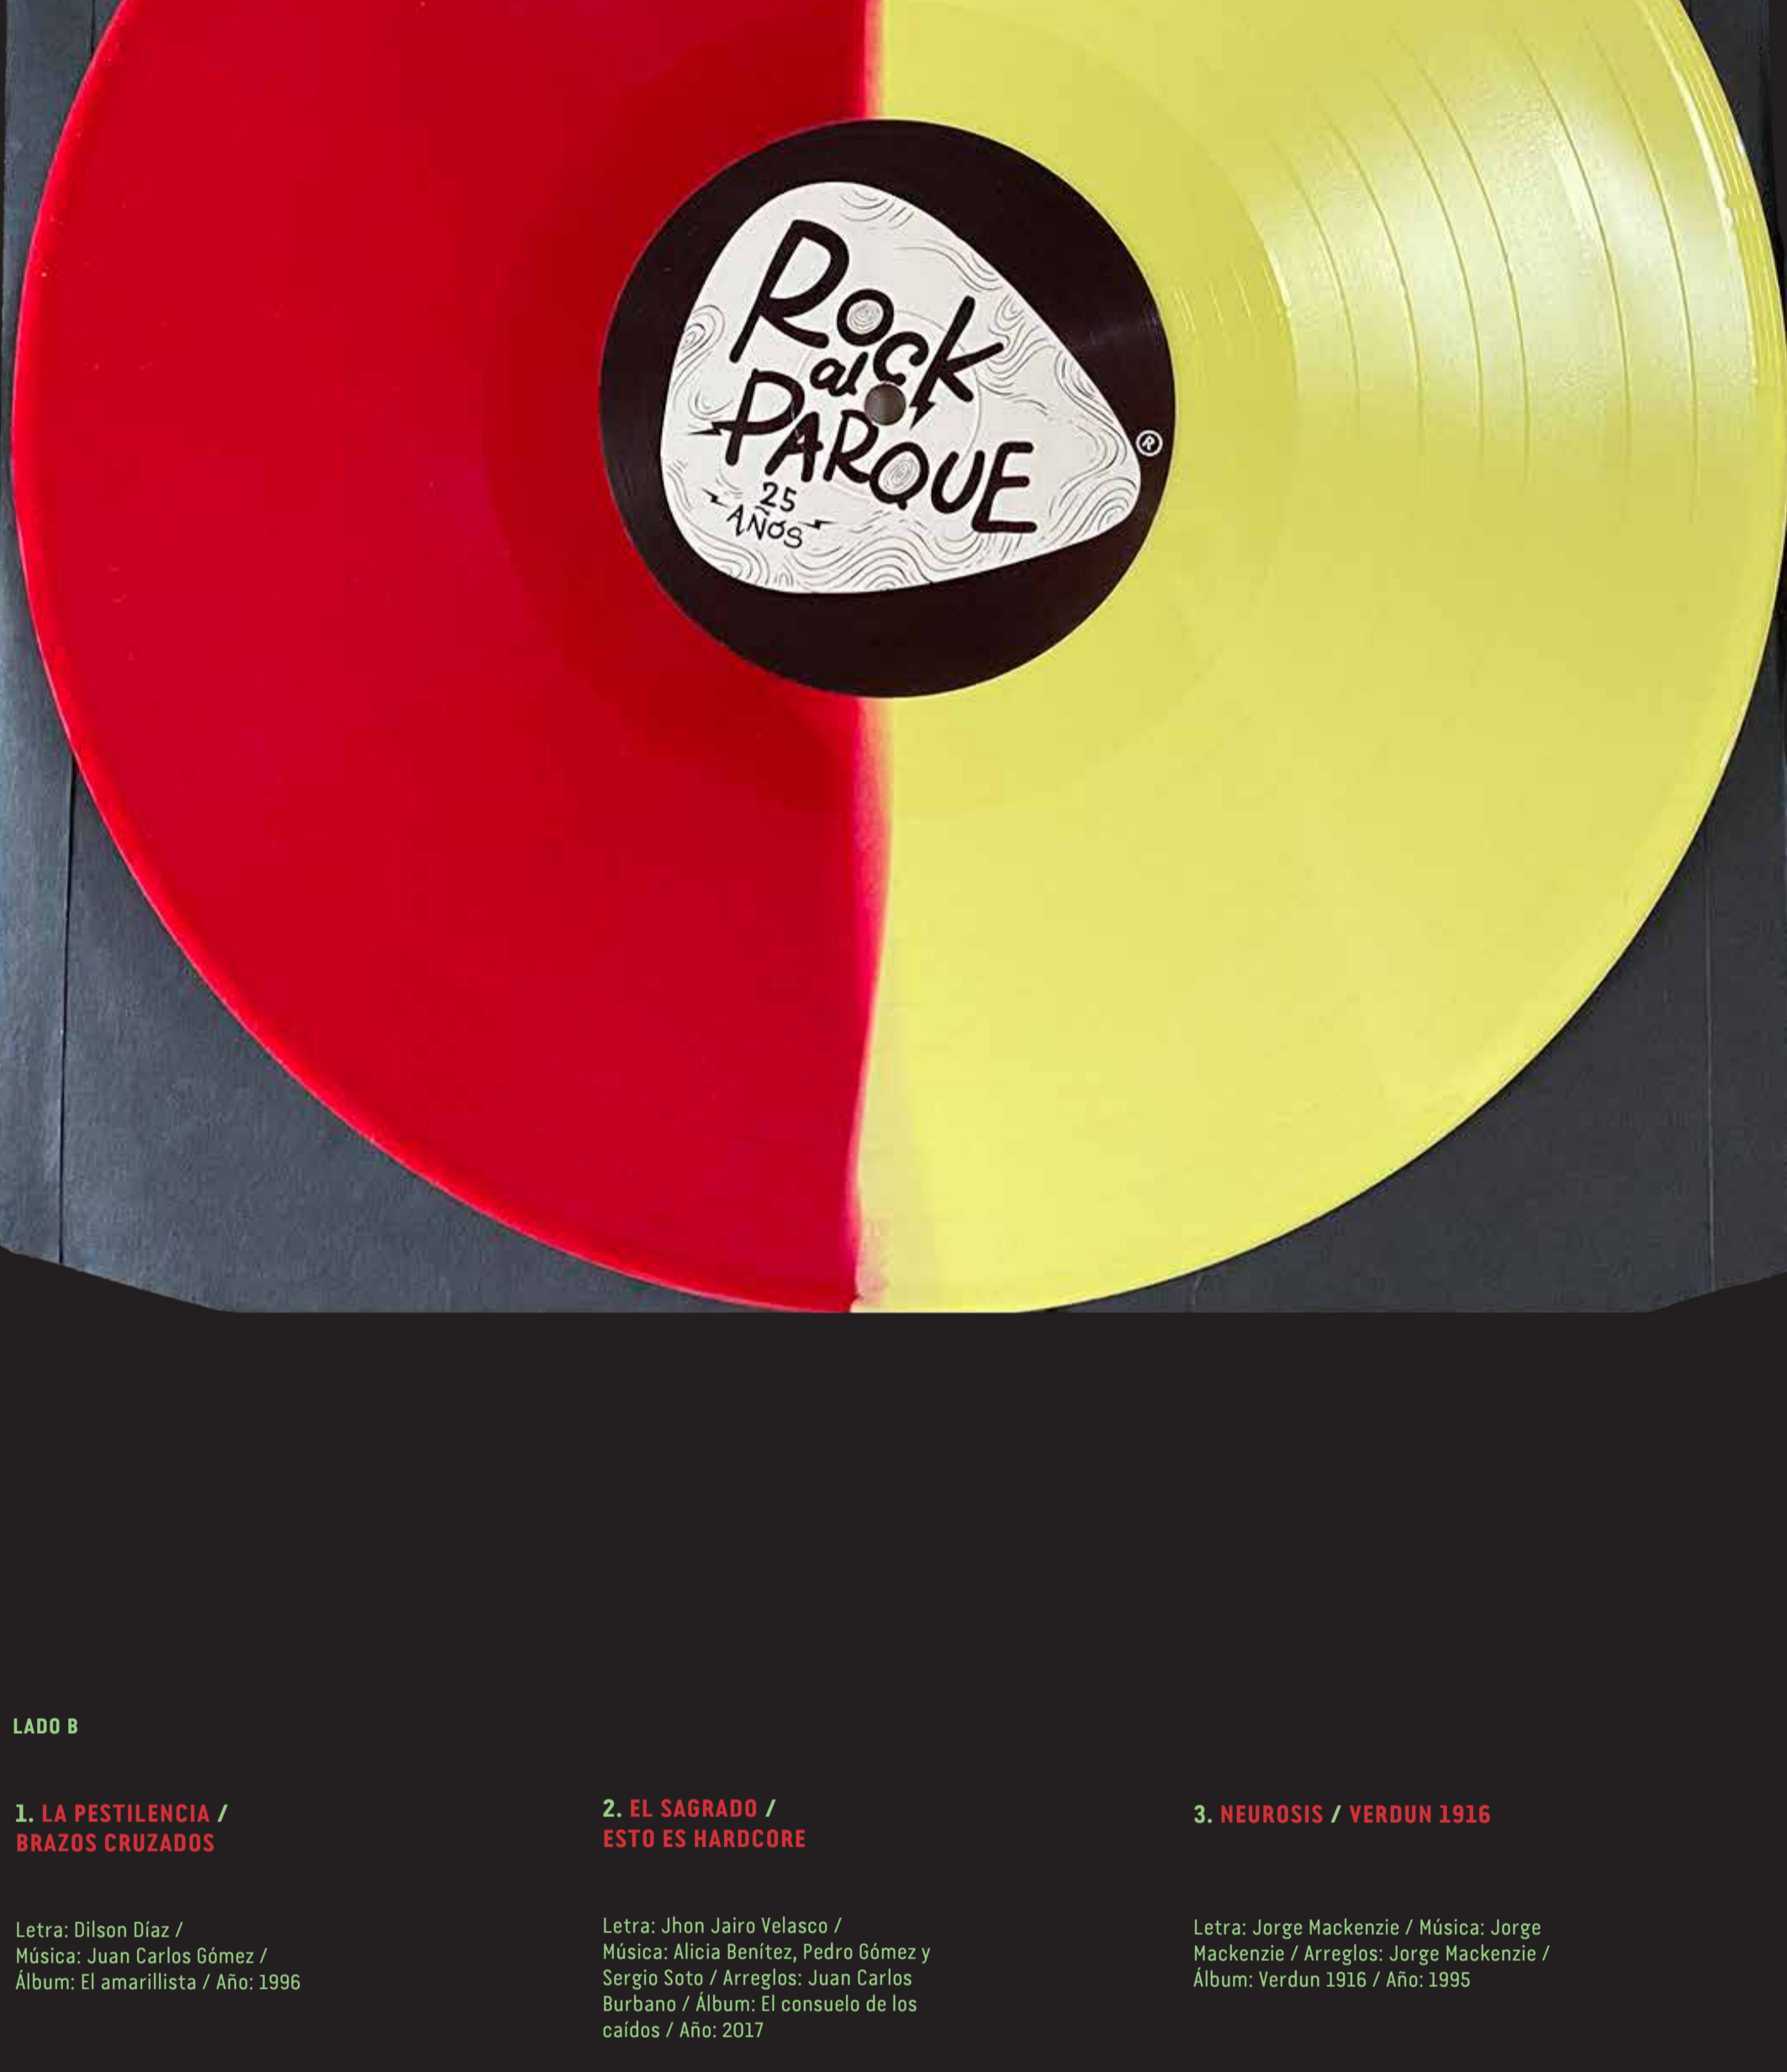 Rock
al
PARQUE
®
25
AÑOS
LADO B
1. LA PESTILENCIA /
BRAZOS CRUZADOS
Letra: Dilson Díaz /
Música: Juan Carlos Gómez /
Álbum: El amarillista / Año: 1996
2. EL SAGRADO /
ESTO ES HARDCORE
Letra: Jhon Jairo Velasco /
Música: Alicia Benítez, Pedro Gómez y
Sergio Soto / Arreglos: Juan Carlos
Burbano / Álbum: El consuelo de los
caídos / Año: 2017
3. NEUROSIS / VERDUN 1916
Letra: Jorge Mackenzie / Música: Jorge
Mackenzie / Arreglos: Jorge Mackenzie /
Álbum: Verdun 1916 / Año: 1995